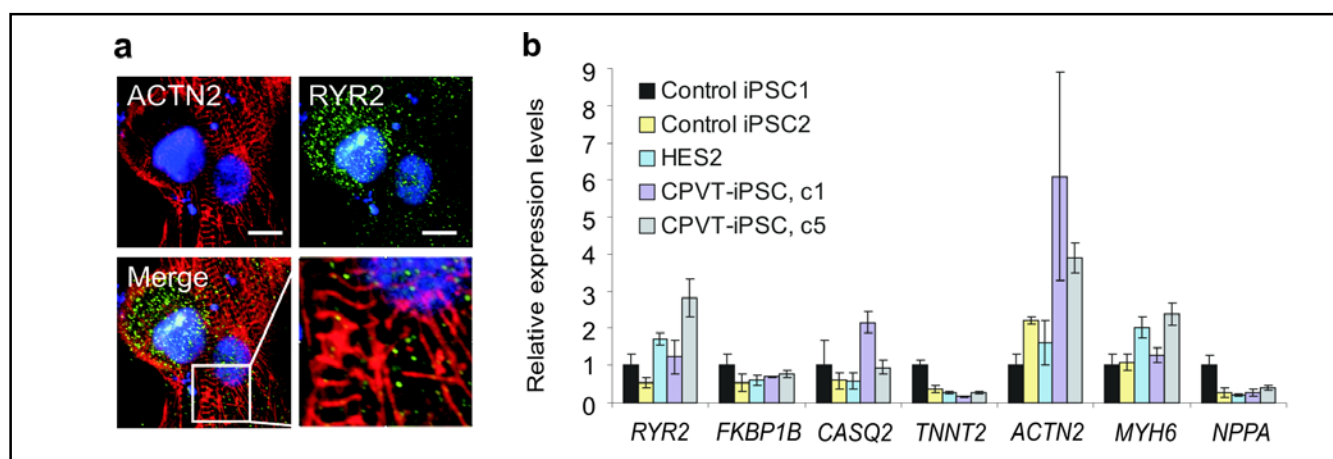 a
ACTN2
RYR2
Merge
b
Relative expression levels
9
8
7
6
5
4
3
2
1
0
Control iPSC1
Control iPSC2
HES2
CPVT-iPSC, c1
CPVT-iPSC, c5
RYR2 FKBP1B CASQ2 TNNT2 ACTN2 MYH6 NPPA